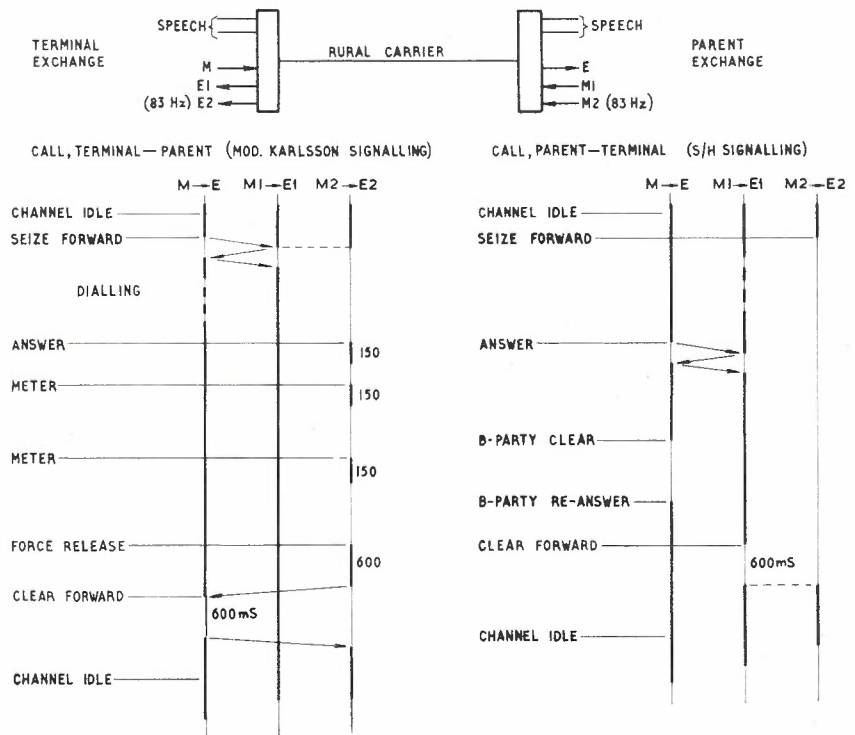 TERMINAL
EXCHANGE
SPEECH
M
E1
(83 Hz) E2
RURAL CARRIER
SPEECH
E
M1
M2 (83 Hz)
PARENT
EXCHANGE
CALL, TERMINAL — PARENT (MOD. KARLSSON SIGNALLING)
M→E M1→E1 M2→E2
CHANNEL IDLE
SEIZE FORWARD
DIALLING
ANSWER
150
METER
150
METER
150
FORCE RELEASE
600
CLEAR FORWARD
600mS
CHANNEL IDLE
CALL, PARENT—TERMINAL (S/H SIGNALLING)
M→E M1→E1 M2→E2
CHANNEL IDLE
SEIZE FORWARD
ANSWER
B-PARTY CLEAR
B-PARTY RE-ANSWER
CLEAR FORWARD
600mS
CHANNEL IDLE